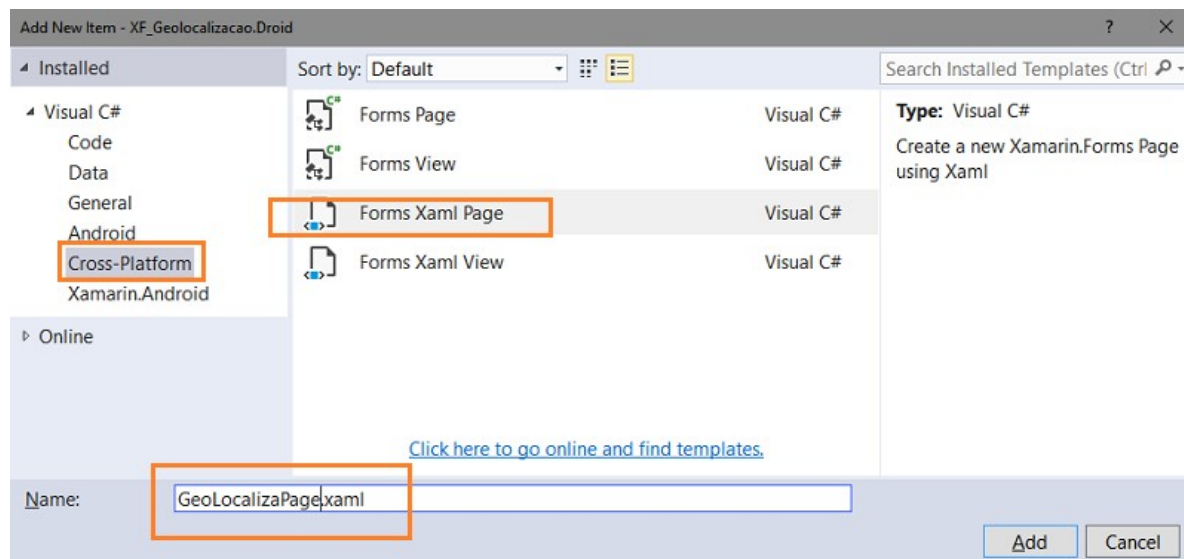 Add New Item - XF_Geolocalizacao.Droid
?
Installed
Sort by: Default
Search Installed Templates (Ctrl
Visual C#
Code
Data
General
Android
Cross-Platform
Xamarin.Android
Online
C#
Forms Page Visual C#
C#
Forms View Visual C#
Forms Xaml Page Visual C#
Forms Xaml View Visual C#
Click here to go online and find templates.
Type: Visual C#
Create a new Xamarin.Forms Page
using Xaml
Name: GeoLocalizaPage.xaml
Add Cancel